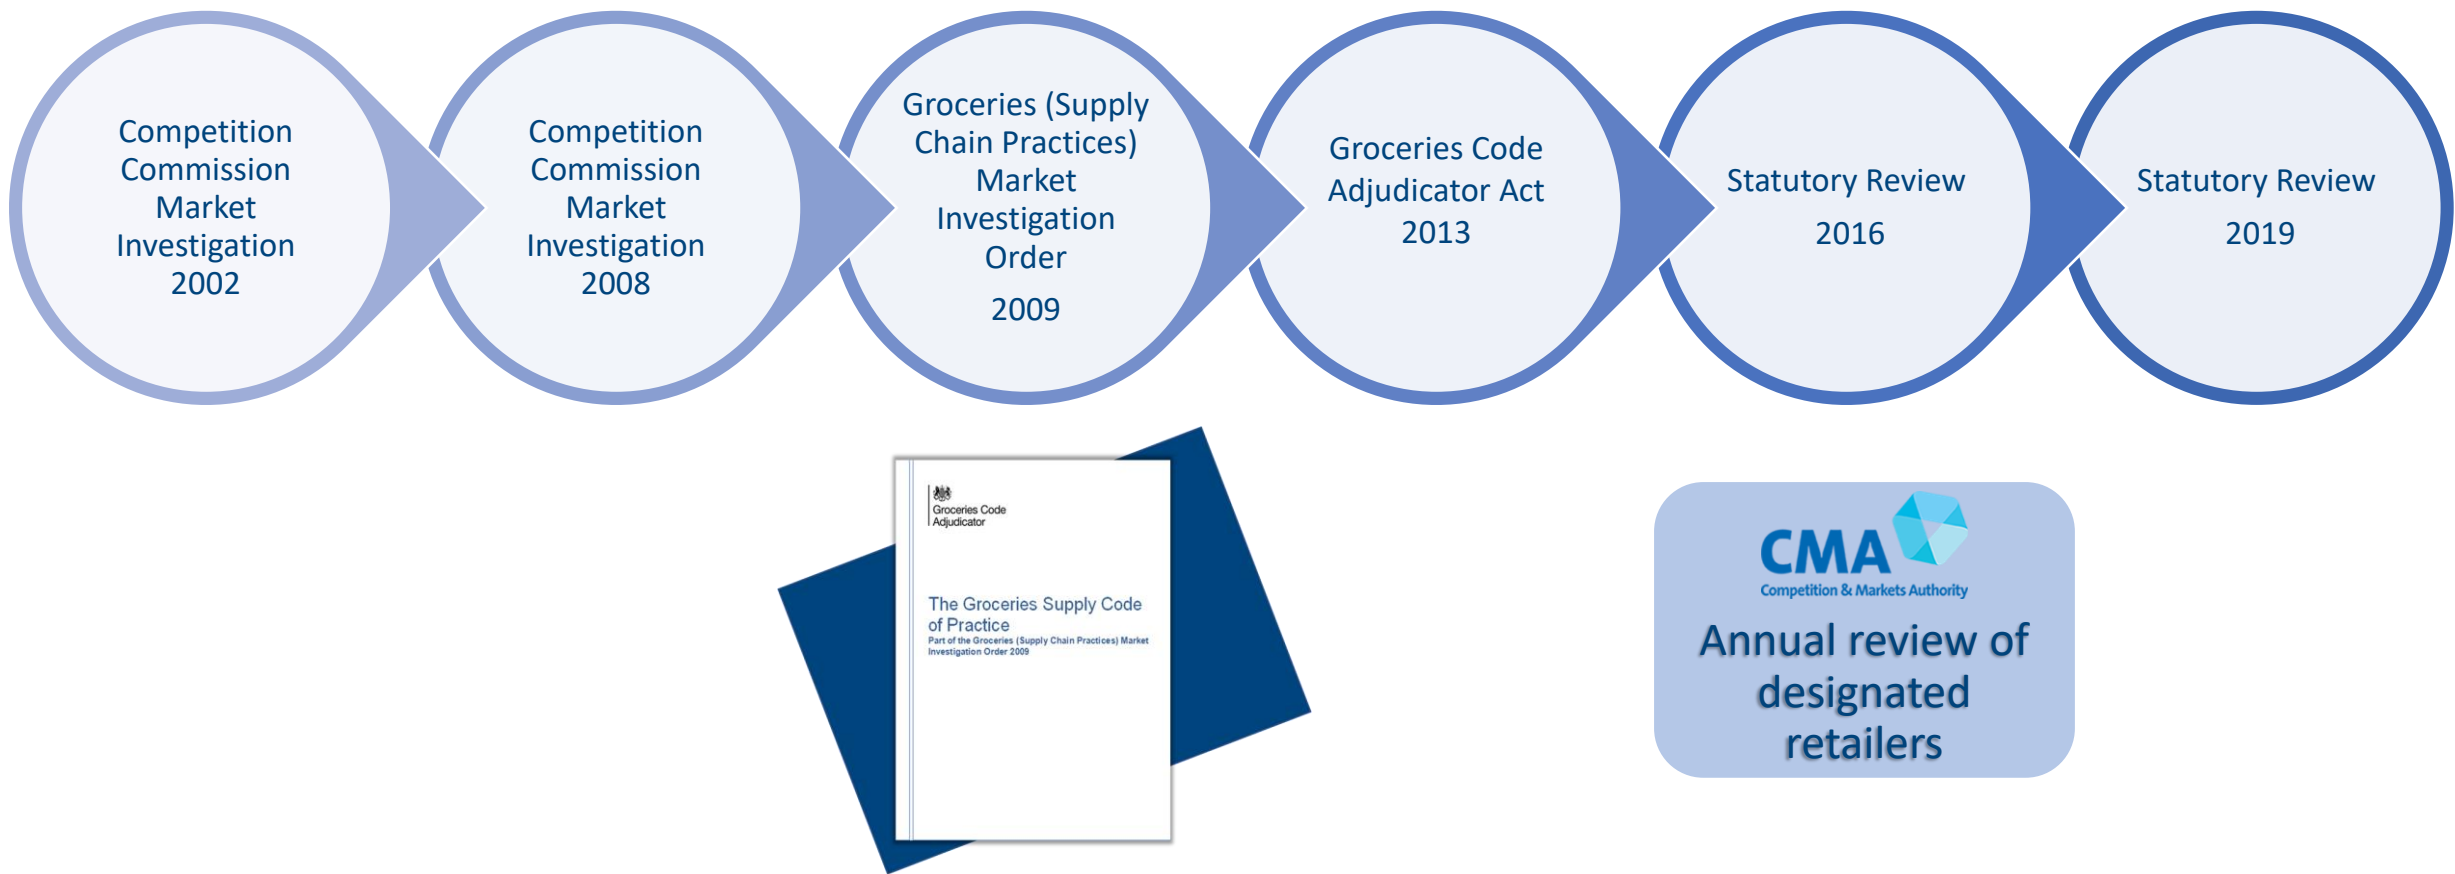 Competition
Commission
Market
Investigation
2002
Competition
Commission
Market
Investigation
2008
Groceries (Supply
Chain Practices)
Market
Investigation
Order
2009
Groceries Code
Adjudicator Act
2013
Statutory Review
2016
Statutory Review
2019
Groceries Code
Adjudicator
The Groceries Supply Code
of Practice
Part of the Groceries (Supply Chain Practices) Market
Investigation Order 2009
CMA
Competition & Markets Authority
Annual review of
designated
retailers